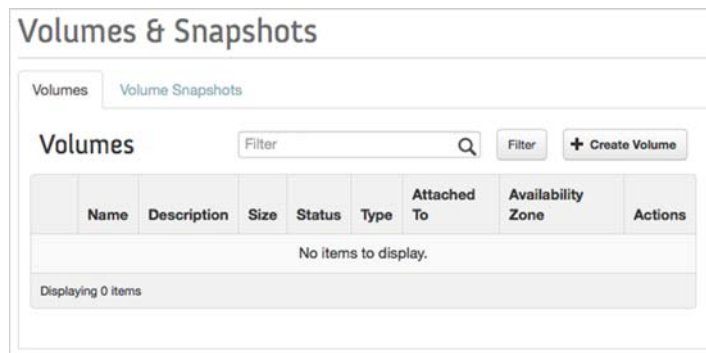 Volumes & Snapshots
Volumes Volume Snapshots
Volumes Filter Filter + Create Volume
Name Description Size Status Type Attached To Availability Zone Actions
No items to display.
Displaying 0 items